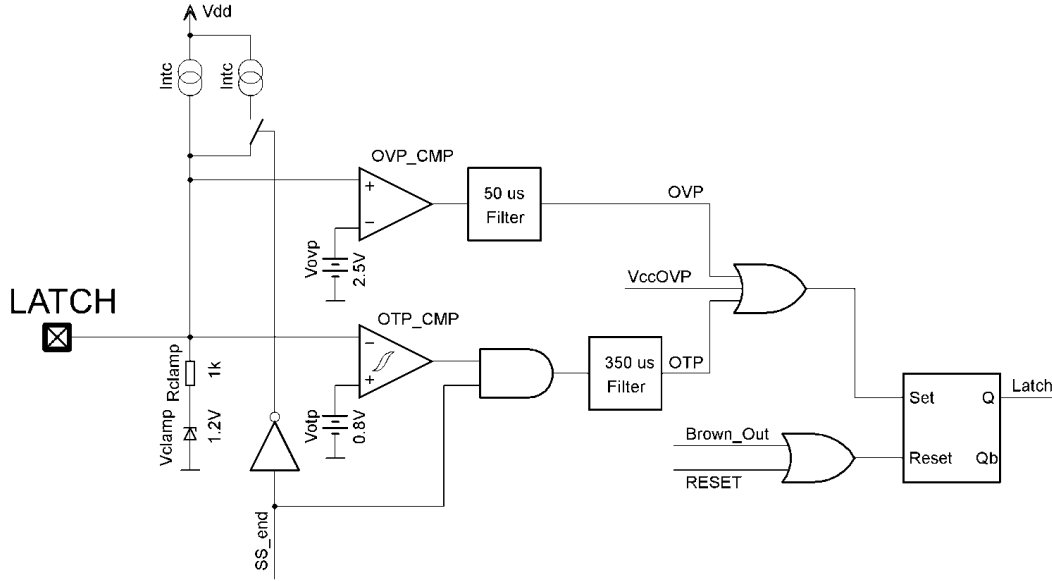 Vdd
Intc
Intc
OVP_CMP
+
−
50 us
Filter
OVP
Vovp
2.5V
VccOVP
LATCH
OTP_CMP
−
+
350 us
Filter
OTP
Rclamp
1k
Votp
0.8V
Vclamp
1.2V
Set
Q
Latch
Brown_Out
Reset
Qb
RESET
SS_end